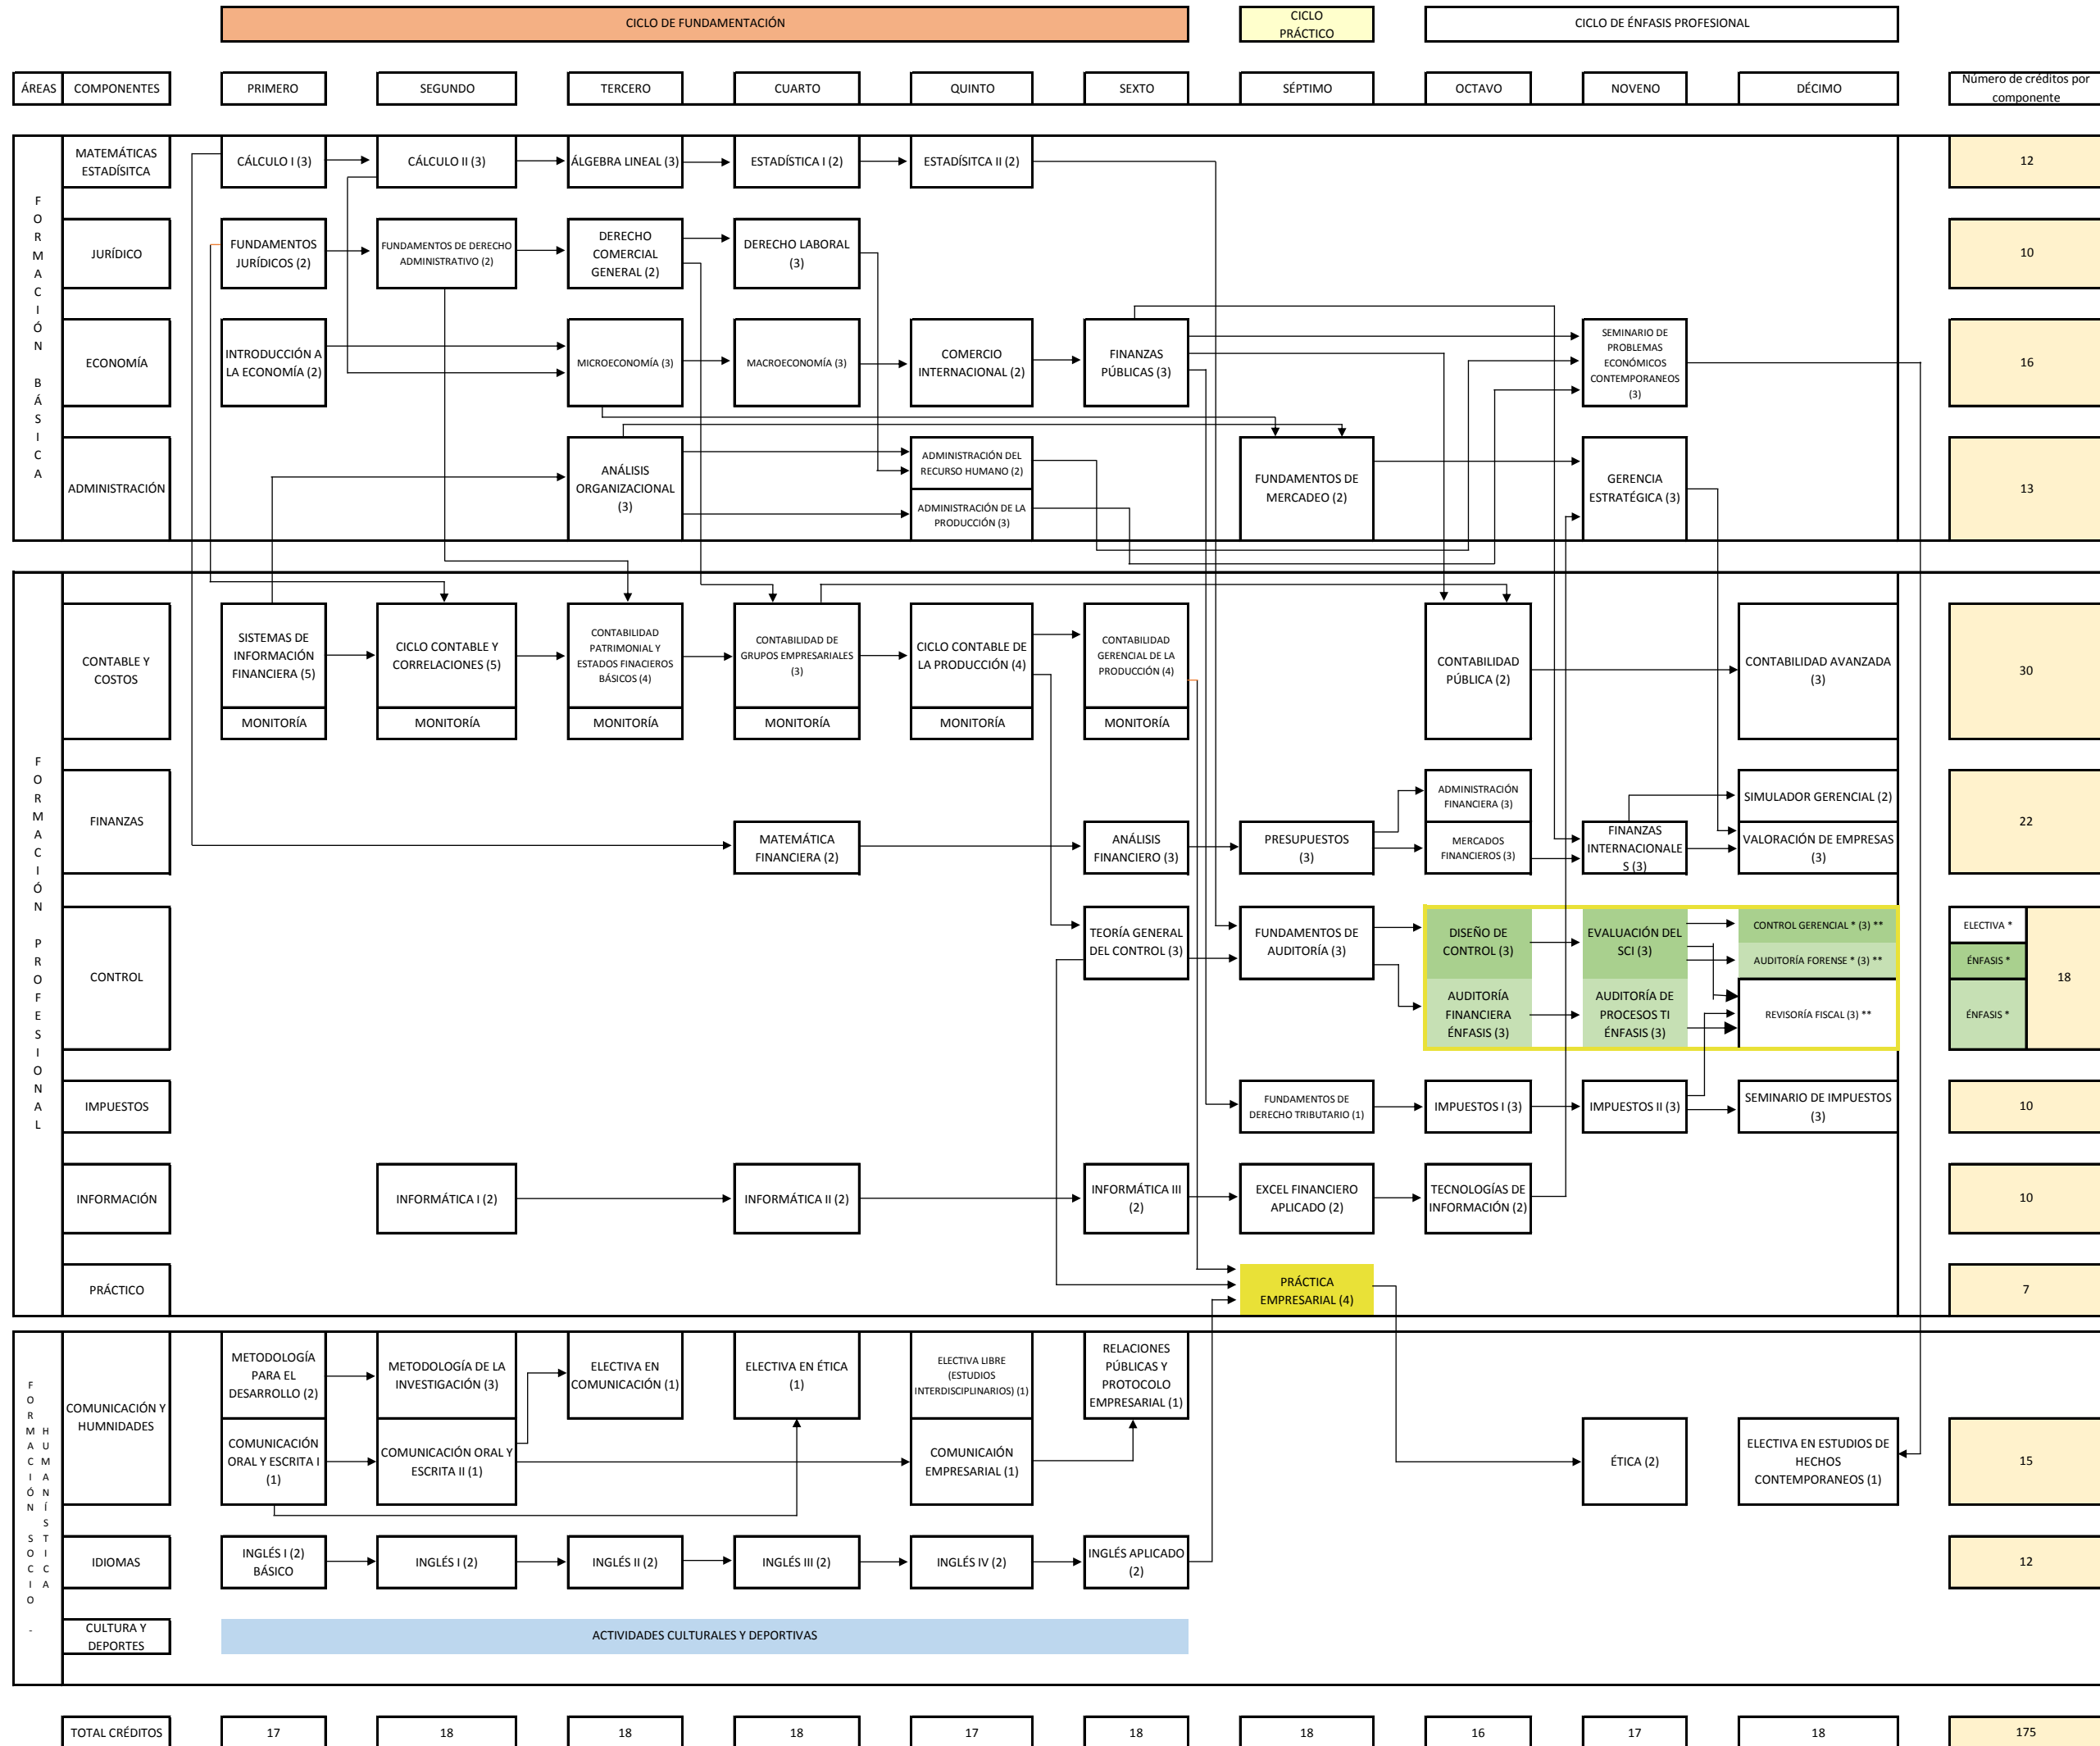 CICLO DE FUNDAMENTACIÓN
CICLO
PRÁCTICO
CICLO DE ÉNFASIS PROFESIONAL
ÁREAS
COMPONENTES
PRIMERO
SEGUNDO
TERCERO
CUARTO
QUINTO
SEXTO
SÉPTIMO
OCTAVO
NOVENO
DÉCIMO
Número de créditos por
componente
FORMACIÓN BÁSICA
MATEMÁTICAS
ESTADÍSITCA
CÁLCULO I (3)
CÁLCULO II (3)
ÁLGEBRA LINEAL (3)
ESTADÍSTICA I (2)
ESTADÍSITCA II (2)
12
JURÍDICO
FUNDAMENTOS
JURÍDICOS (2)
FUNDAMENTOS DE DERECHO
ADMINISTRATIVO (2)
DERECHO
COMERCIAL
GENERAL (2)
DERECHO LABORAL
(3)
10
ECONOMÍA
INTRODUCCIÓN A
LA ECONOMÍA (2)
MICROECONOMÍA (3)
MACROECONOMÍA (3)
COMERCIO
INTERNACIONAL (2)
FINANZAS
PÚBLICAS (3)
SEMINARIO DE
PROBLEMAS
ECONÓMICOS
CONTEMPORANEOS
(3)
16
ADMINISTRACIÓN
ANÁLISIS
ORGANIZACIONAL
(3)
ADMINISTRACIÓN DEL
RECURSO HUMANO (2)
ADMINISTRACIÓN DE LA
PRODUCCIÓN (3)
FUNDAMENTOS DE
MERCADEO (2)
GERENCIA
ESTRATÉGICA (3)
13
FORMACIÓN PROFESIONAL
CONTABLE Y
COSTOS
SISTEMAS DE
INFORMACIÓN
FINANCIERA (5)
MONITORÍA
CICLO CONTABLE Y
CORRELACIONES (5)
MONITORÍA
CONTABILIDAD
PATRIMONIAL Y
ESTADOS FINACIEROS
BÁSICOS (4)
MONITORÍA
CONTABILIDAD DE
GRUPOS EMPRESARIALES
(3)
MONITORÍA
CICLO CONTABLE DE
LA PRODUCCIÓN (4)
MONITORÍA
CONTABILIDAD
GERENCIAL DE LA
PRODUCCIÓN (4)
MONITORÍA
CONTABILIDAD
PÚBLICA (2)
CONTABILIDAD AVANZADA
(3)
30
FINANZAS
MATEMÁTICA
FINANCIERA (2)
ANÁLISIS
FINANCIERO (3)
PRESUPUESTOS
(3)
ADMINISTRACIÓN
FINANCIERA (3)
MERCADOS
FINANCIEROS (3)
FINANZAS
INTERNACIONALE
S (3)
SIMULADOR GERENCIAL (2)
VALORACIÓN DE EMPRESAS
(3)
22
CONTROL
TEORÍA GENERAL
DEL CONTROL (3)
FUNDAMENTOS DE
AUDITORÍA (3)
DISEÑO DE
CONTROL (3)
AUDITORÍA
FINANCIERA
ÉNFASIS (3)
EVALUACIÓN DEL
SCI (3)
AUDITORÍA DE
PROCESOS TI
ÉNFASIS (3)
CONTROL GERENCIAL * (3) **
AUDITORÍA FORENSE * (3) **
REVISORÍA FISCAL (3) **
ELECTIVA *
ÉNFASIS *
ÉNFASIS *
18
IMPUESTOS
FUNDAMENTOS DE
DERECHO TRIBUTARIO (1)
IMPUESTOS I (3)
IMPUESTOS II (3)
SEMINARIO DE IMPUESTOS
(3)
10
INFORMACIÓN
INFORMÁTICA I (2)
INFORMÁTICA II (2)
INFORMÁTICA III
(2)
EXCEL FINANCIERO
APLICADO (2)
TECNOLOGÍAS DE
INFORMACIÓN (2)
10
PRÁCTICO
PRÁCTICA
EMPRESARIAL (4)
7
FORMACIÓN SOCIO -
HUMANÍSTICA
COMUNICACIÓN Y
HUMNIDADES
METODOLOGÍA
PARA EL
DESARROLLO (2)
METODOLOGÍA DE LA
INVESTIGACIÓN (3)
ELECTIVA EN
COMUNICACIÓN (1)
ELECTIVA EN ÉTICA
(1)
ELECTIVA LIBRE
(ESTUDIOS
INTERDISCIPLINARIOS) (1)
RELACIONES
PÚBLICAS Y
PROTOCOLO
EMPRESARIAL (1)
COMUNICACIÓN
ORAL Y ESCRITA I
(1)
COMUNICACIÓN ORAL Y
ESCRITA II (1)
COMUNICAIÓN
EMPRESARIAL (1)
ÉTICA (2)
ELECTIVA EN ESTUDIOS DE
HECHOS
CONTEMPORANEOS (1)
15
IDIOMAS
INGLÉS I (2)
BÁSICO
INGLÉS I (2)
INGLÉS II (2)
INGLÉS III (2)
INGLÉS IV (2)
INGLÉS APLICADO
(2)
12
CULTURA Y
DEPORTES
ACTIVIDADES CULTURALES Y DEPORTIVAS
TOTAL CRÉDITOS
17
18
18
18
17
18
18
16
17
18
175